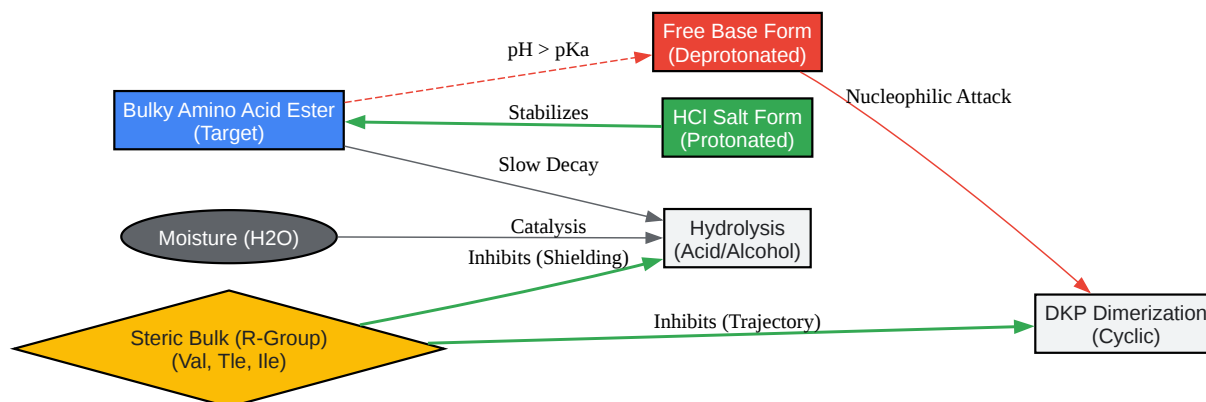 Free Base Form
(Deprotonated)
pH > pKa
Nucleophilic Attack
Bulky Amino Acid Ester
(Target)
Stabilizes
HCl Salt Form
(Protonated)
Slow Decay
Moisture (H2O)
Catalysis
Hydrolysis
(Acid/Alcohol)
Inhibits (Shielding)
Steric Bulk (R-Group)
(Val, Tle, Ile)
Inhibits (Trajectory)
DKP Dimerization
(Cyclic)